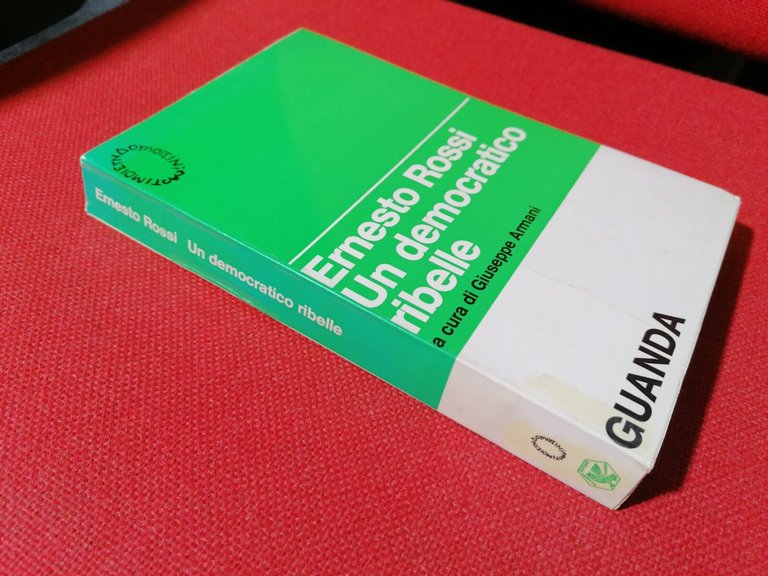 Ernesto Rossi
Un democratico
ribelle
a cura di Giuseppe Armani
GUANDA
Ernesto Rossi Un democratico ribelle